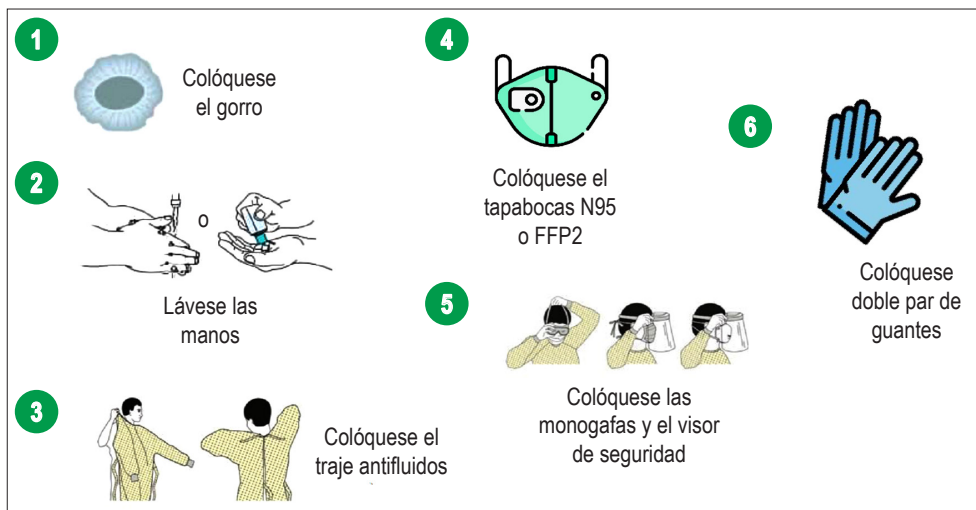 1
Colóquese
el gorro
2
o
Lávese las
manos
3
Colóquese el
traje antifluidos
4
Colóquese el
tapabocas N95
o FFP2
5
Colóquese las
monogafas y el visor
de seguridad
6
Colóquese
doble par de
guantes